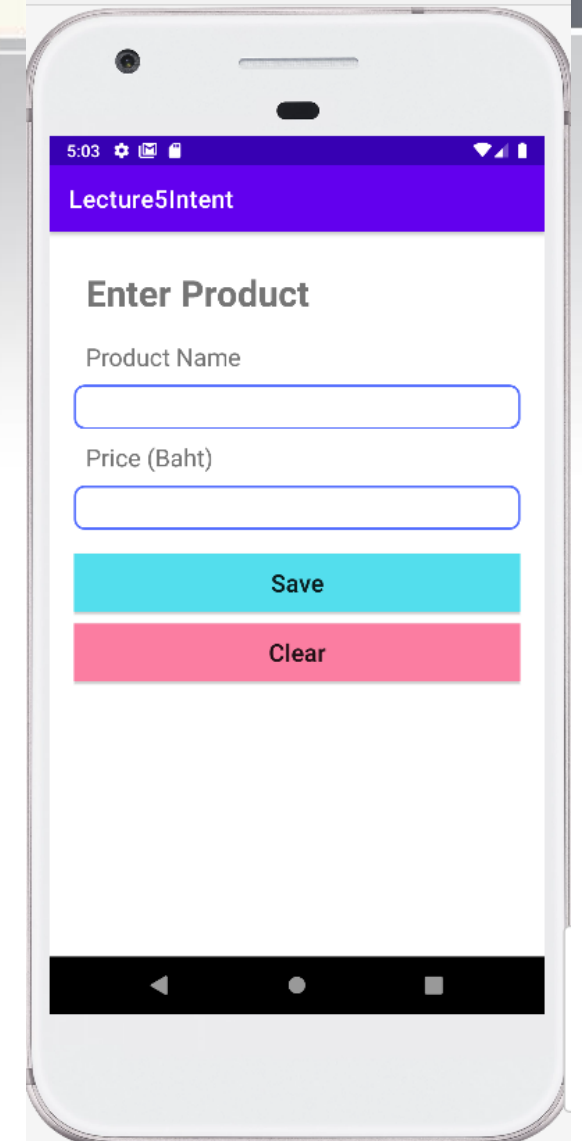 5:03
Lecture5Intent
Enter Product
Product Name
Price (Baht)
Save
Clear